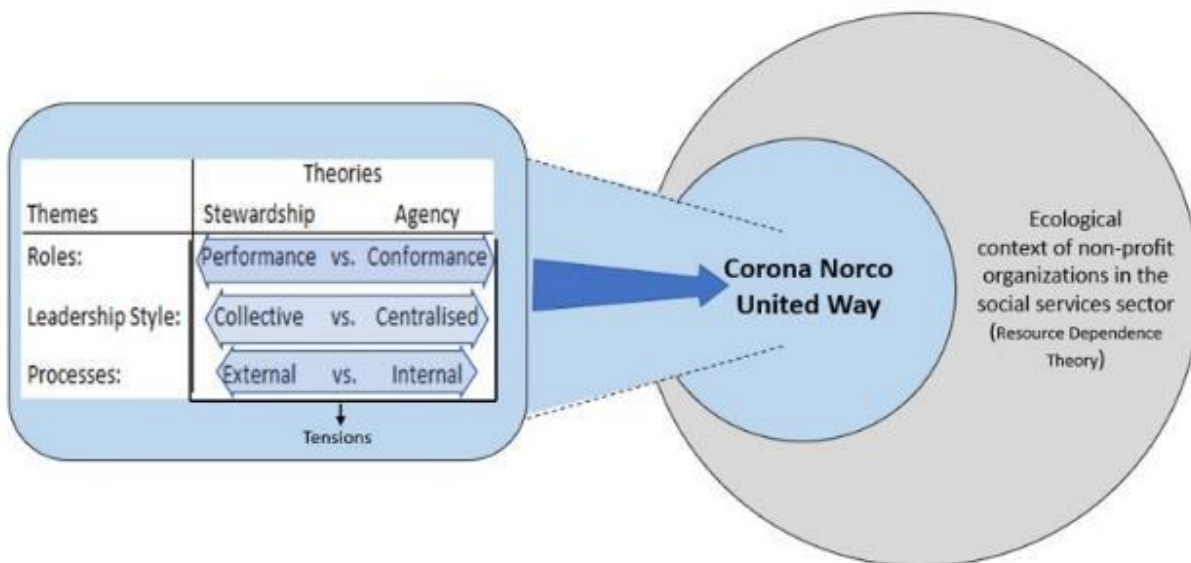 Theories
Themes Stewardship Agency
Roles: Performance vs. Conformance
Leadership Style: Collective vs. Centralised
Processes: External vs. Internal
Tensions
Corona Norco
United Way
Ecological
context of non-profit
organizations in the
social services sector
(Resource Dependence
Theory)